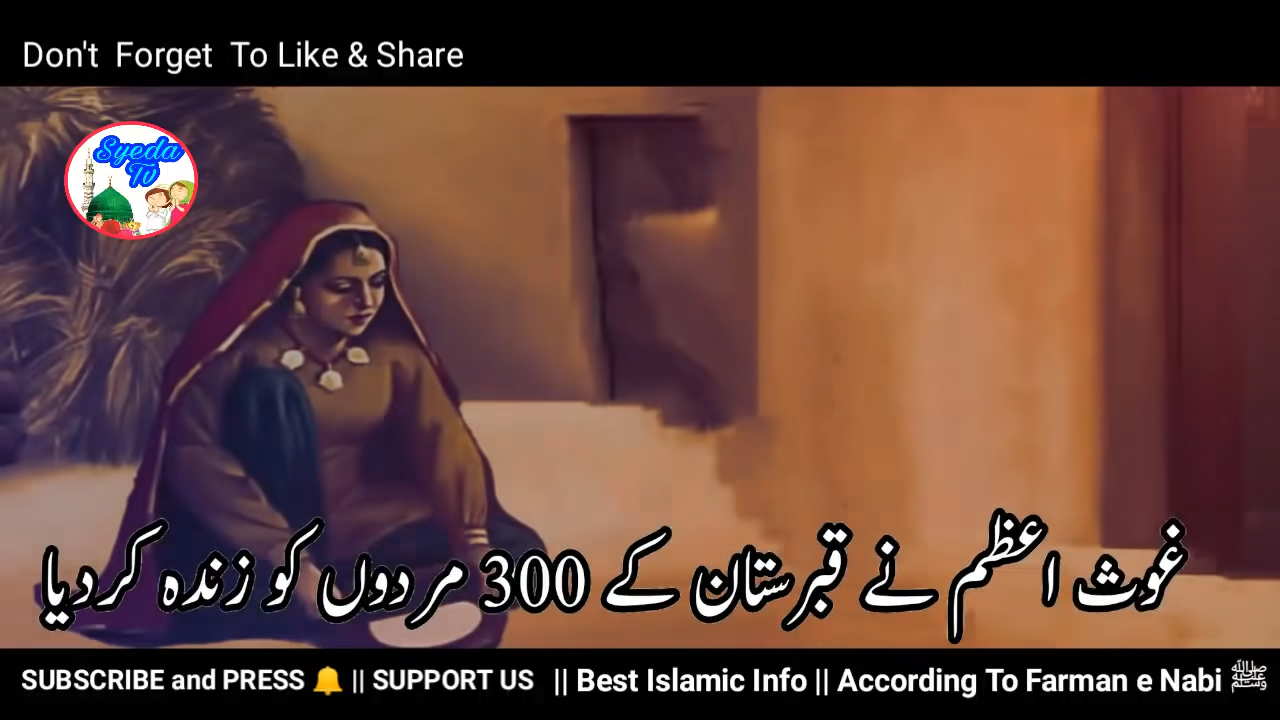 Don't Forget To Like & Share
Syeda
Tv
غوث اعظم نے قبرستان کے 300 مردوں کو زندہ کردیا
SUBSCRIBE and PRESS 🔔 || SUPPORT US || Best Islamic Info || According To Farman e Nabi ﷺ